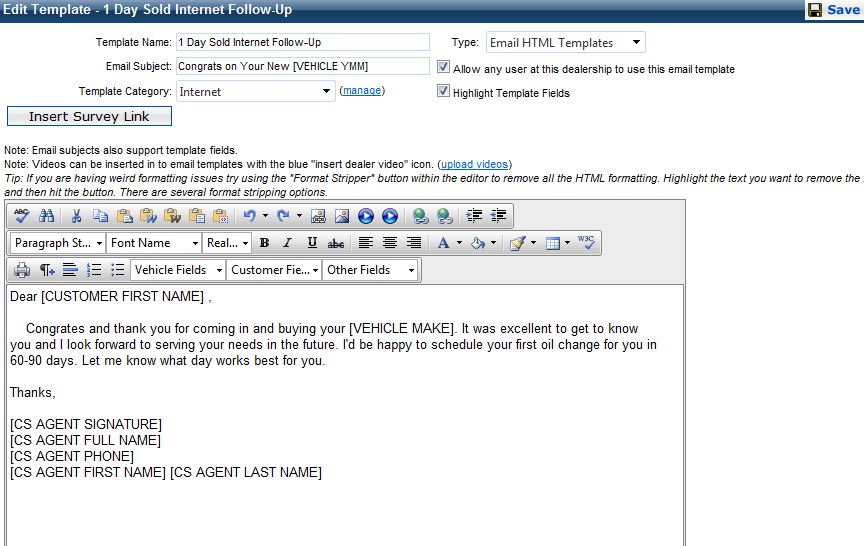 Edit Template - 1 Day Sold Internet Follow-Up
Save
Template Name: 1 Day Sold Internet Follow-Up Type: Email HTML Templates
Email Subject: Congrats on Your New [VEHICLE YMM] Allow any user at this dealership to use this email template
Template Category: Internet (manage) Highlight Template Fields
Insert Survey Link
Note: Email subjects also support template fields.
Note: Videos can be inserted in to email templates with the blue "insert dealer video" icon. (upload videos)
Tip: If you are having weird formatting issues try using the "Format Stripper" button within the editor to remove all the HTML formatting. Highlight the text you want to remove the
and then hit the button. There are several format stripping options.
ABC
Paragraph St... Font Name Real... B I U abc A W3C
Vehicle Fields Customer Fie... Other Fields
Dear [CUSTOMER FIRST NAME] ,
Congrates and thank you for coming in and buying your [VEHICLE MAKE]. It was excellent to get to know
you and I look forward to serving your needs in the future. I'd be happy to schedule your first oil change for you in
60-90 days. Let me know what day works best for you.
Thanks,
[CS AGENT SIGNATURE]
[CS AGENT FULL NAME]
[CS AGENT PHONE]
[CS AGENT FIRST NAME] [CS AGENT LAST NAME]